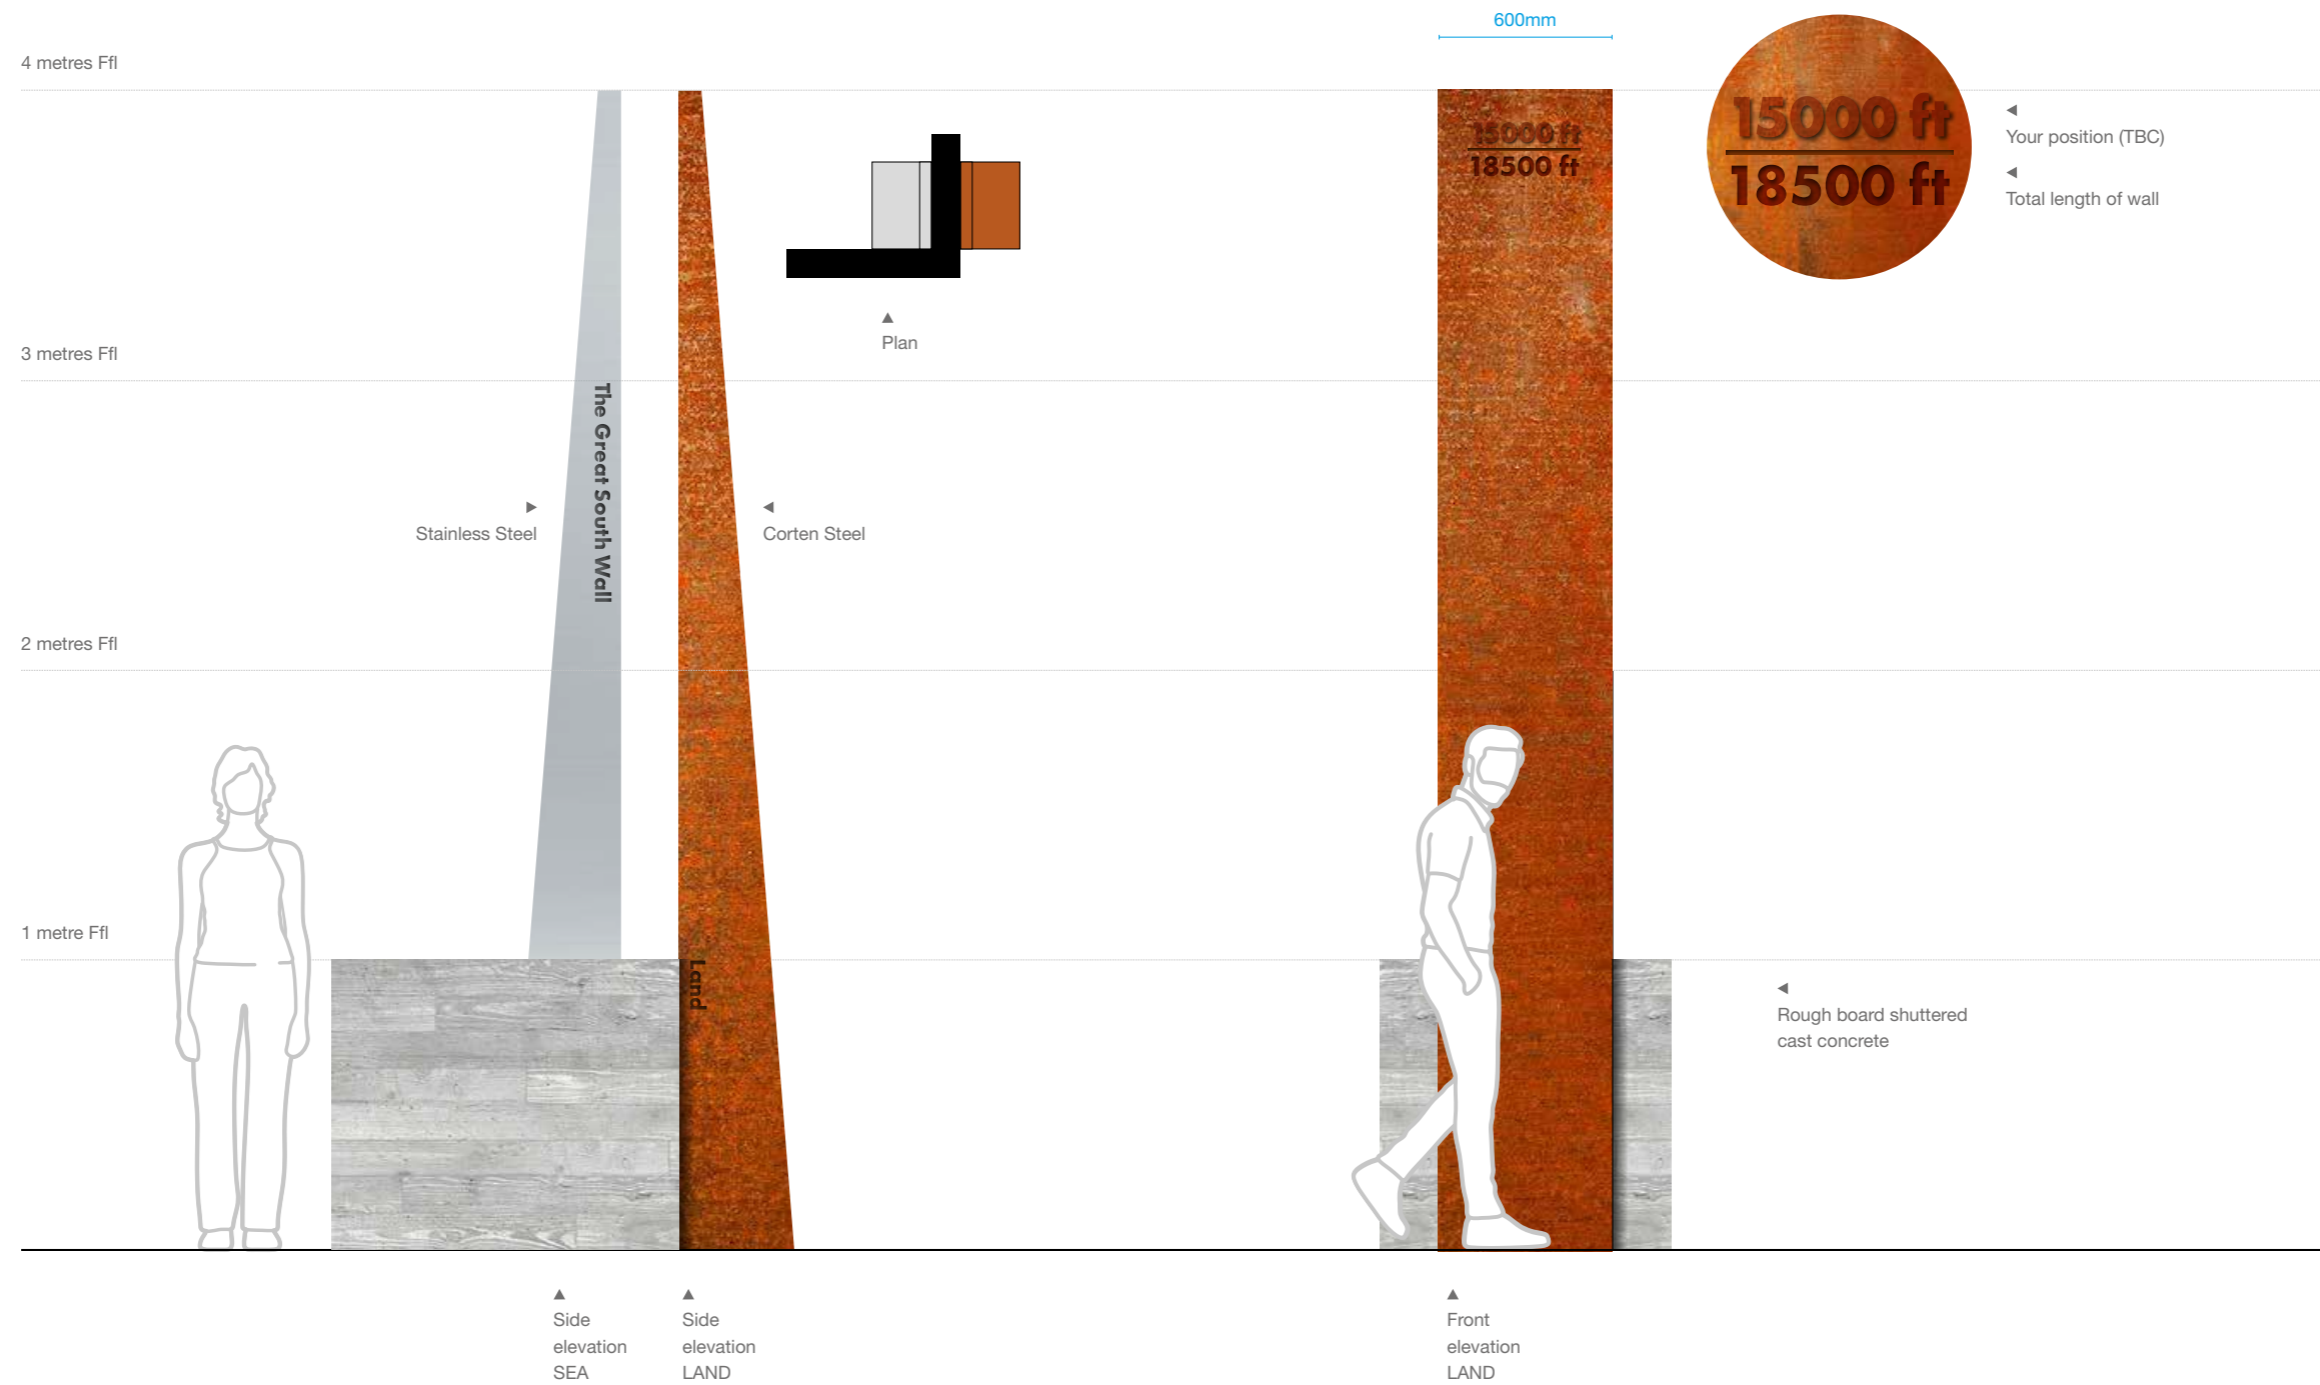 600mm
4 metres Ffl
15000 ft
18500 ft
15000 ft
18500 ft
Your position (TBC)
Total length of wall
Plan
3 metres Ffl
The Great South Wall
Stainless Steel
Corten Steel
2 metres Ffl
1 metre Ffl
Land
Rough board shuttered
cast concrete
Side
elevation
SEA
Side
elevation
LAND
Front
elevation
LAND